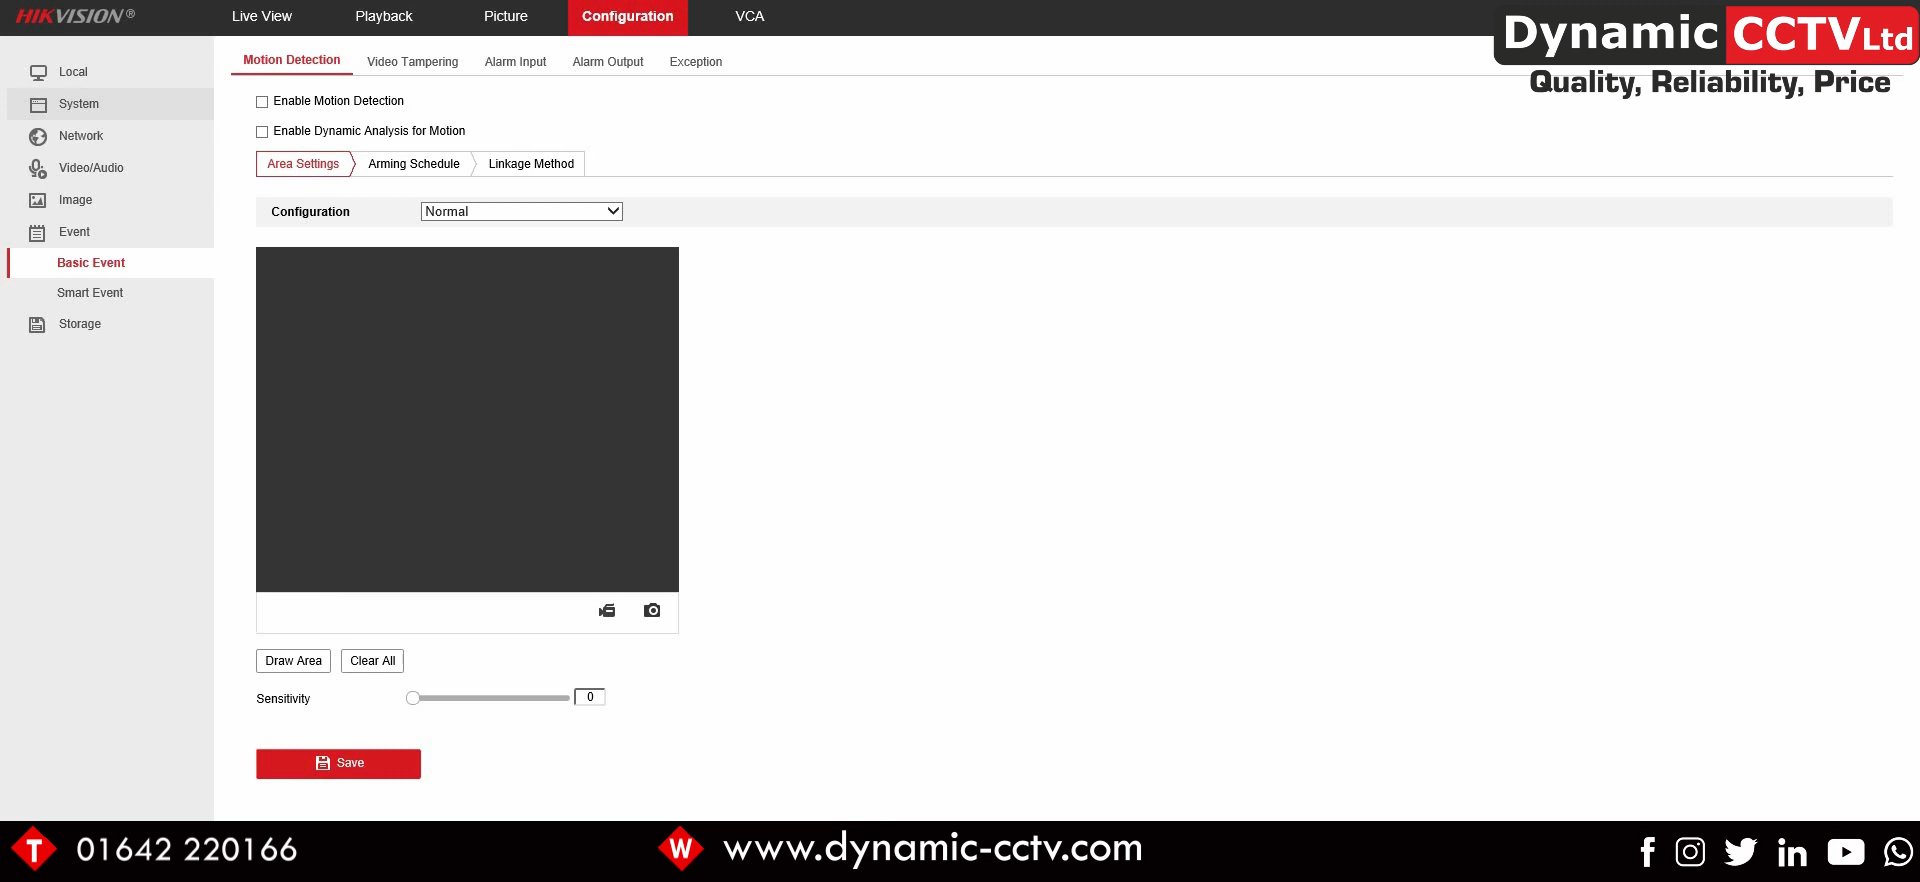 HIKVISION®
Live View
Playback
Picture
Configuration
VCA
Dynamic CCTV Ltd
Quality, Reliability, Price
Local
System
Network
Video/Audio
Image
Event
Basic Event
Smart Event
Storage
Motion Detection
Video Tampering
Alarm Input
Alarm Output
Exception
Enable Motion Detection
Enable Dynamic Analysis for Motion
Area Settings
Arming Schedule
Linkage Method
Configuration
Normal
Draw Area
Clear All
Sensitivity
0
Save
T 01642 220166
W www.dynamic-cctv.com